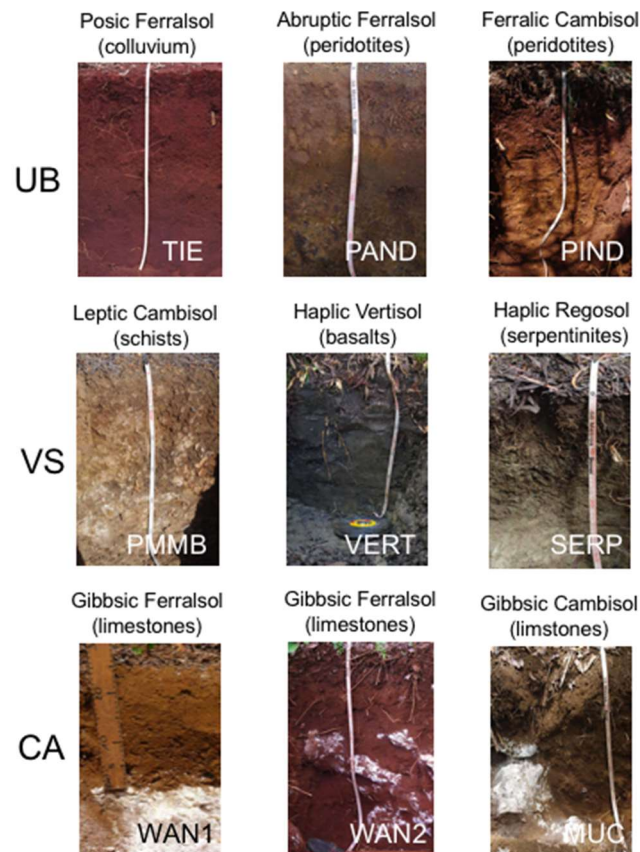 Posic Ferralsol
(colluvium)
Abruptic Ferralsol
(peridotites)
Ferralic Cambisol
(peridotites)
UB
TIE
PAND
PIND
Leptic Cambisol
(schists)
Haplic Vertisol
(basalts)
Haplic Regosol
(serpentinites)
VS
PMMB
VERT
SERP
Gibbsic Ferralsol
(limestones)
Gibbsic Ferralsol
(limestones)
Gibbsic Cambisol
(limstones)
CA
WAN1
WAN2
MUC